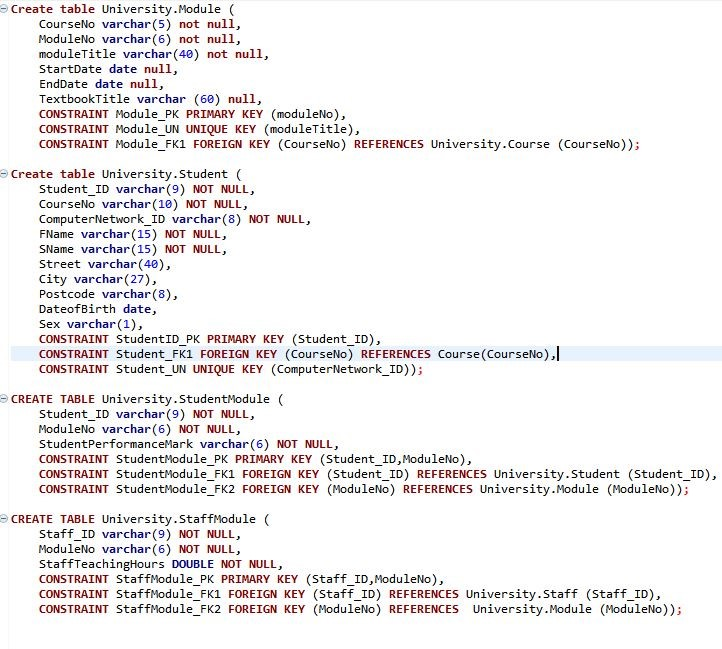 Create table University.Module (
CourseNo varchar(5) not null,
ModuleNo varchar(6) not null,
moduleTitle varchar(40) not null,
StartDate date null,
EndDate date null,
TextbookTitle varchar (60) null,
CONSTRAINT Module_PK PRIMARY KEY (moduleNo),
CONSTRAINT Module_UN UNIQUE KEY (moduleTitle),
CONSTRAINT Module_FK1 FOREIGN KEY (CourseNo) REFERENCES University.Course (CourseNo));
Create table University.Student (
Student_ID varchar(9) NOT NULL,
CourseNo varchar(10) NOT NULL,
ComputerNetwork_ID varchar(8) NOT NULL,
FName varchar(15) NOT NULL,
SName varchar(15) NOT NULL,
Street varchar(40),
City varchar(27),
Postcode varchar(8),
DateofBirth date,
Sex varchar(1),
CONSTRAINT StudentID_PK PRIMARY KEY (Student_ID),
CONSTRAINT Student_FK1 FOREIGN KEY (CourseNo) REFERENCES Course(CourseNo),
CONSTRAINT Student_UN UNIQUE KEY (ComputerNetwork_ID));
CREATE TABLE University.StudentModule (
Student_ID varchar(9) NOT NULL,
ModuleNo varchar(6) NOT NULL,
StudentPerformanceMark varchar(6) NOT NULL,
CONSTRAINT StudentModule_PK PRIMARY KEY (Student_ID,ModuleNo),
CONSTRAINT StudentModule_FK1 FOREIGN KEY (Student_ID) REFERENCES University.Student (Student_ID),
CONSTRAINT StudentModule_FK2 FOREIGN KEY (ModuleNo) REFERENCES University.Module (ModuleNo));
CREATE TABLE University.StaffModule (
Staff_ID varchar(9) NOT NULL,
ModuleNo varchar(6) NOT NULL,
StaffTeachingHours DOUBLE NOT NULL,
CONSTRAINT StaffModule_PK PRIMARY KEY (Staff_ID,ModuleNo),
CONSTRAINT StaffModule_FK1 FOREIGN KEY (Staff_ID) REFERENCES University.Staff (Staff_ID),
CONSTRAINT StaffModule_FK2 FOREIGN KEY (ModuleNo) REFERENCES  University.Module (ModuleNo));